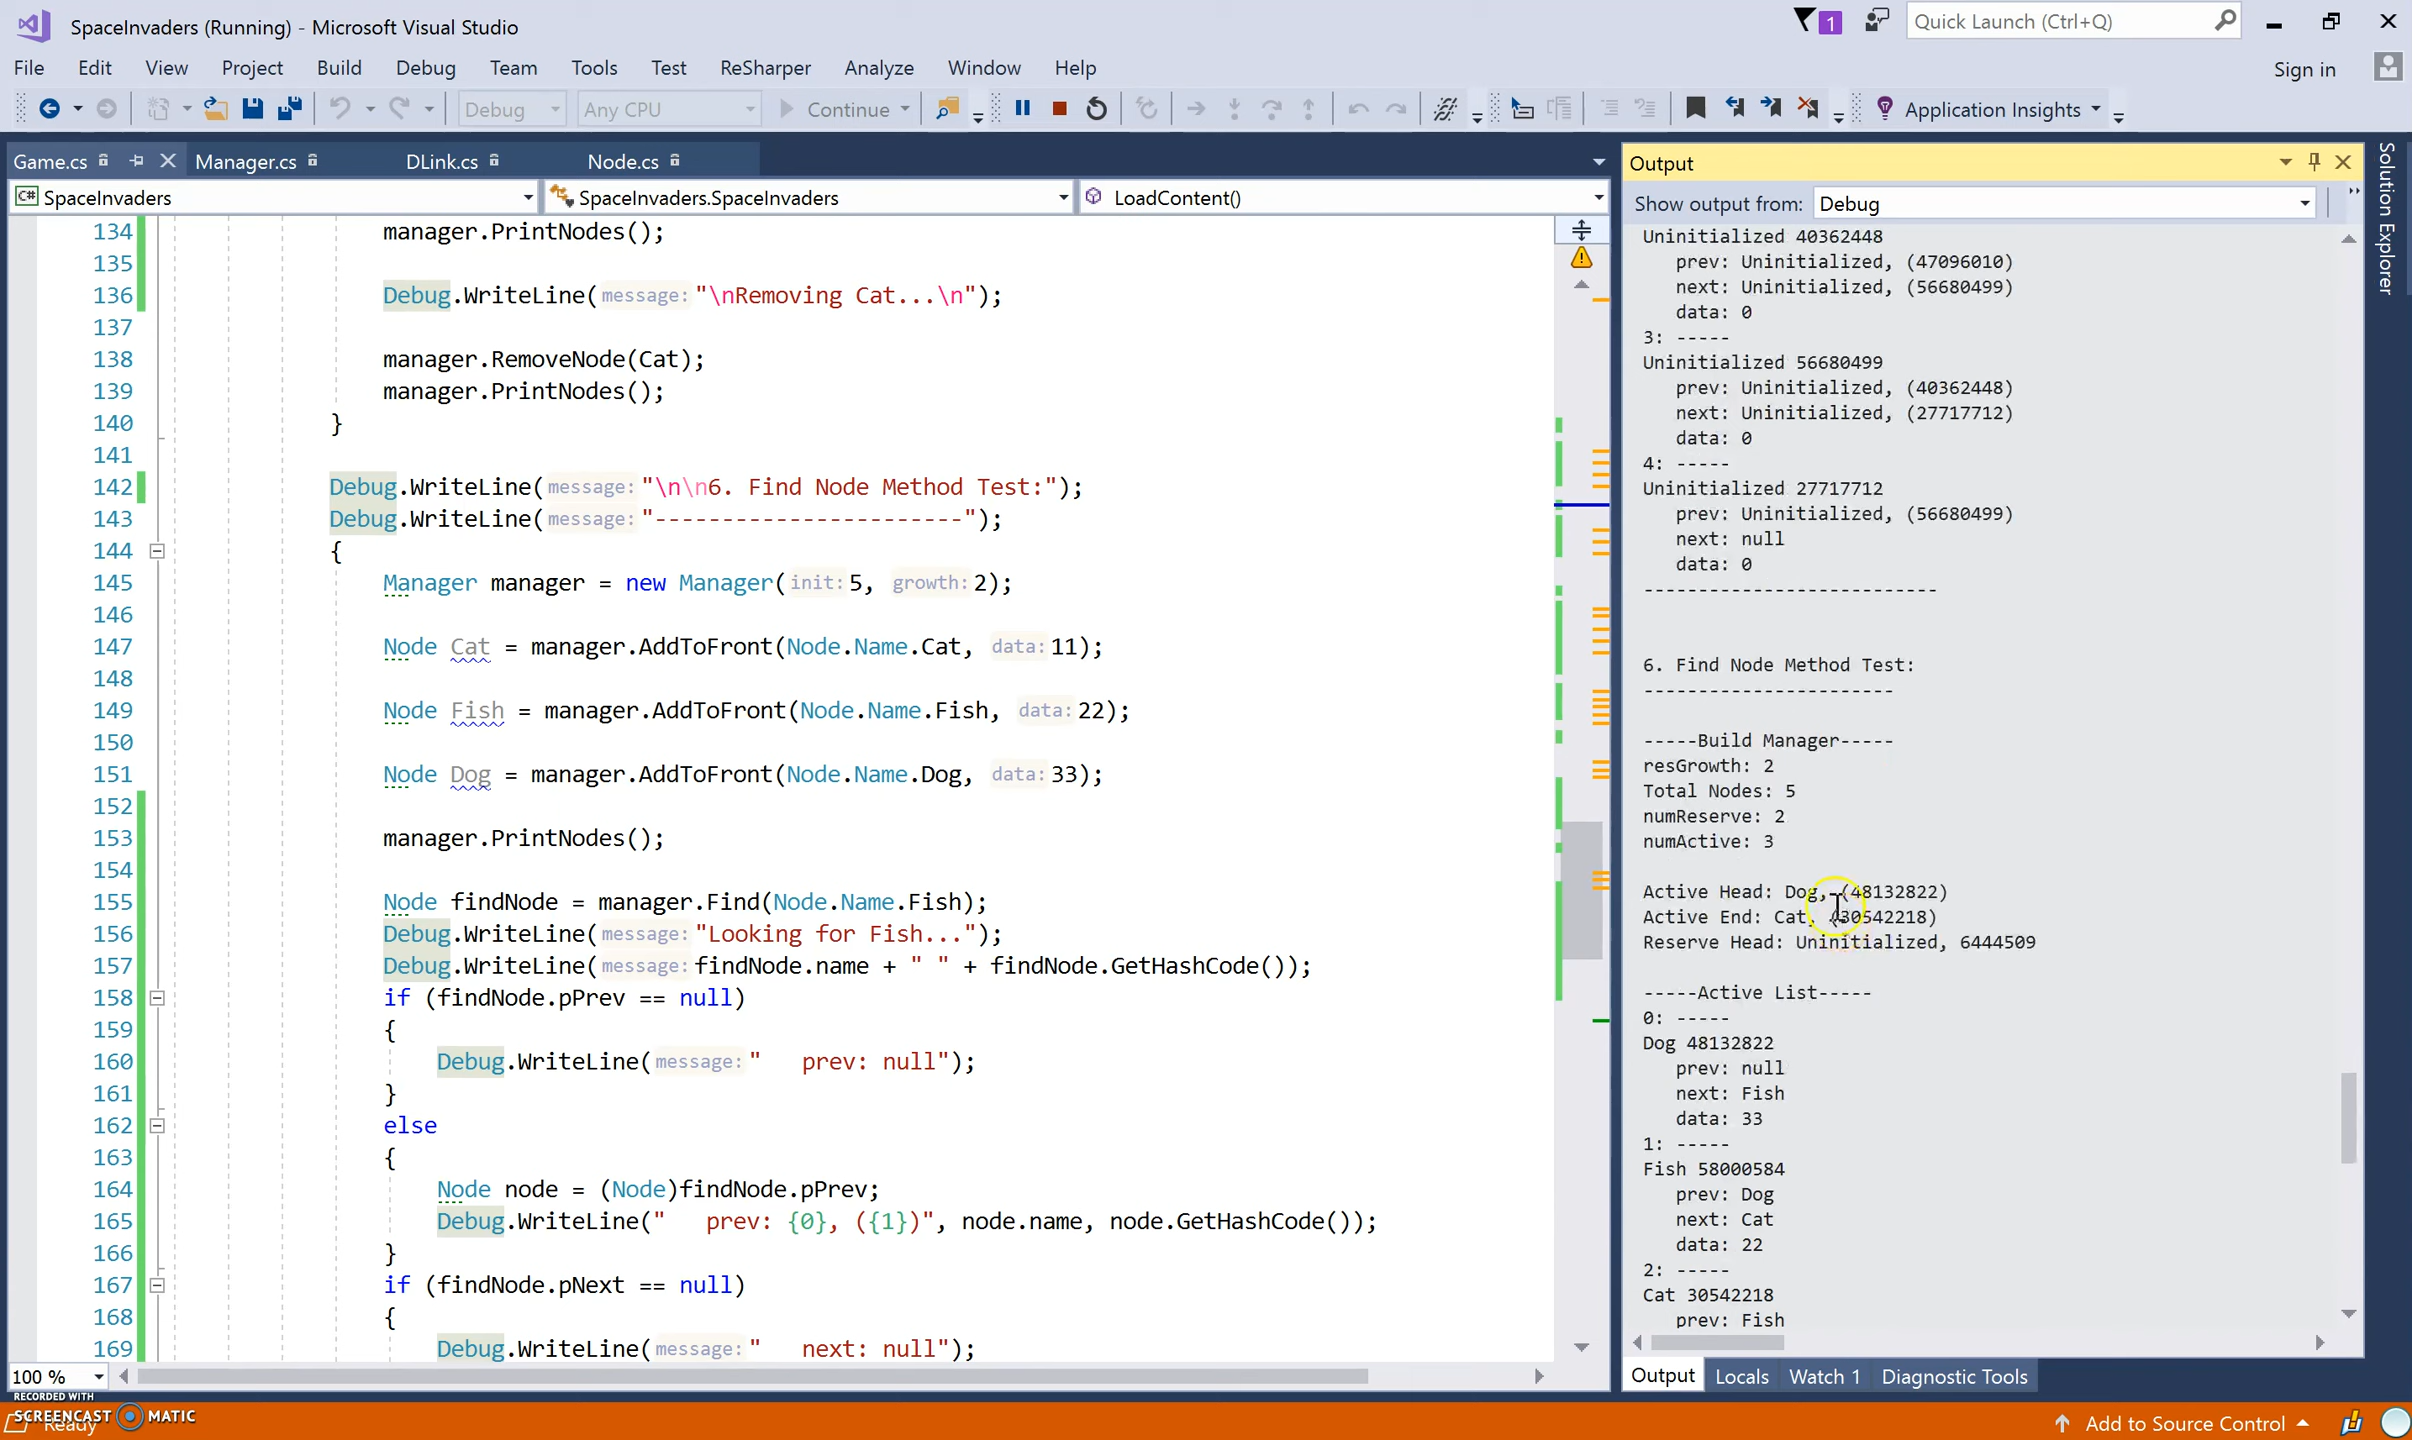 SpaceInvaders (Running) - Microsoft Visual Studio
1
Quick Launch (Ctrl+Q)
File Edit View Project Build Debug Team Tools Test ReSharper Analyze Window Help
Sign in
Debug Any CPU Continue Application Insights
Game.cs Manager.cs DLink.cs Node.cs
C# SpaceInvaders SpaceInvaders.SpaceInvaders LoadContent()
134 manager.PrintNodes();
135
136 Debug.WriteLine(message:"\nRemoving Cat...\n");
137
138 manager.RemoveNode(Cat);
139 manager.PrintNodes();
140 }
141
142 Debug.WriteLine(message:"\n\n6. Find Node Method Test:");
143 Debug.WriteLine(message:"-----------------------");
144 {
145 Manager manager = new Manager(init:5, growth:2);
146
147 Node Cat = manager.AddToFront(Node.Name.Cat, data:11);
148
149 Node Fish = manager.AddToFront(Node.Name.Fish, data:22);
150
151 Node Dog = manager.AddToFront(Node.Name.Dog, data:33);
152
153 manager.PrintNodes();
154
155 Node findNode = manager.Find(Node.Name.Fish);
156 Debug.WriteLine(message:"Looking for Fish...");
157 Debug.WriteLine(message:findNode.name + " " + findNode.GetHashCode());
158 if (findNode.pPrev == null)
159 {
160 Debug.WriteLine(message:"   prev: null");
161 }
162 else
163 {
164 Node node = (Node)findNode.pPrev;
165 Debug.WriteLine("   prev: {0}, ({1})", node.name, node.GetHashCode());
166 }
167 if (findNode.pNext == null)
168 {
169 Debug.WriteLine(message:"   next: null");
100 %
Output
Show output from: Debug
Uninitialized 40362448
prev: Uninitialized, (47096010)
next: Uninitialized, (56680499)
data: 0
3: -----
Uninitialized 56680499
prev: Uninitialized, (40362448)
next: Uninitialized, (27717712)
data: 0
4: -----
Uninitialized 27717712
prev: Uninitialized, (56680499)
next: null
data: 0
---------------------------
6. Find Node Method Test:
-----------------------
-----Build Manager-----
resGrowth: 2
Total Nodes: 5
numReserve: 2
numActive: 3
Active Head: Dog, (48132822)
Active End: Cat, (30542218)
Reserve Head: Uninitialized, 6444509
-----Active List-----
0: -----
Dog 48132822
prev: null
next: Fish
data: 33
1: -----
Fish 58000584
prev: Dog
next: Cat
data: 22
2: -----
Cat 30542218
prev: Fish
Output Locals Watch 1 Diagnostic Tools
Solution Explorer
RECORDED WITH
SCREENCAST MATIC
Ready
Add to Source Control